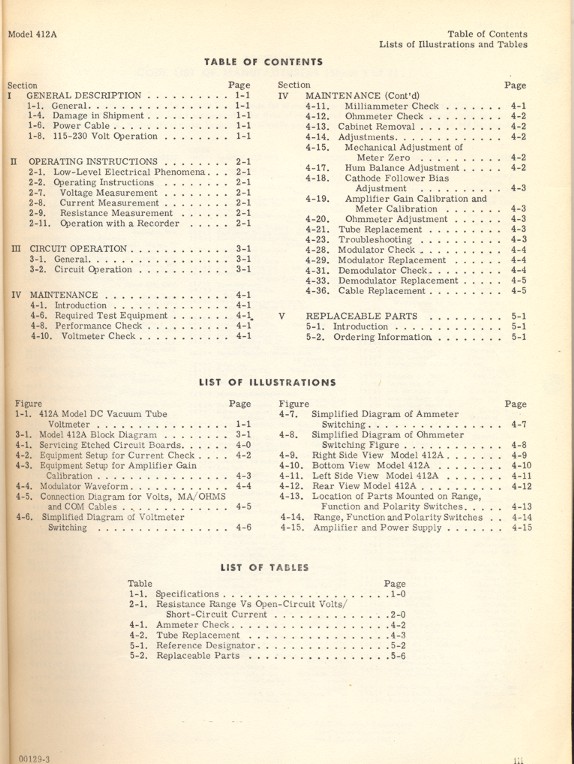 Model 412A
Table of Contents
Lists of Illustrations and Tables
TABLE OF CONTENTS
Section Page
I GENERAL DESCRIPTION . . . . . . . . . . 1-1
1-1. General. . . . . . . . . . . . . . . . . 1-1
1-4. Damage in Shipment . . . . . . . . . . 1-1
1-6. Power Cable . . . . . . . . . . . . . . 1-1
1-8. 115-230 Volt Operation . . . . . . . . 1-1
II OPERATING INSTRUCTIONS . . . . . . . . 2-1
2-1. Low-Level Electrical Phenomena. . . 2-1
2-2. Operating Instructions . . . . . . . . 2-1
2-7. Voltage Measurement . . . . . . . . . 2-1
2-8. Current Measurement . . . . . . . . . 2-1
2-9. Resistance Measurement . . . . . . . 2-1
2-11. Operation with a Recorder . . . . . 2-1
III CIRCUIT OPERATION . . . . . . . . . . . . 3-1
3-1. General. . . . . . . . . . . . . . . . . 3-1
3-2. Circuit Operation . . . . . . . . . . . 3-1
IV MAINTENANCE . . . . . . . . . . . . . . . 4-1
4-1. Introduction . . . . . . . . . . . . . . 4-1
4-6. Required Test Equipment . . . . . . . 4-1
4-8. Performance Check . . . . . . . . . . 4-1
4-10. Voltmeter Check . . . . . . . . . . . 4-1
Section Page
IV MAINTENANCE (Cont'd)
4-11. Milliammeter Check . . . . . . . 4-1
4-12. Ohmmeter Check . . . . . . . . . 4-2
4-13. Cabinet Removal . . . . . . . . . 4-2
4-14. Adjustments. . . . . . . . . . . . 4-2
4-15. Mechanical Adjustment of
Meter Zero . . . . . . . . . 4-2
4-17. Hum Balance Adjustment . . . . . 4-2
4-18. Cathode Follower Bias
Adjustment . . . . . . . . . 4-3
4-19. Amplifier Gain Calibration and
Meter Calibration . . . . . . . 4-3
4-20. Ohmmeter Adjustment . . . . . . 4-3
4-21. Tube Replacement . . . . . . . . . 4-3
4-23. Troubleshooting . . . . . . . . . . 4-3
4-28. Modulator Check . . . . . . . . . . 4-4
4-29. Modulator Replacement . . . . . . 4-4
4-31. Demodulator Check. . . . . . . . . 4-4
4-33. Demodulator Replacement . . . . . 4-5
4-36. Cable Replacement . . . . . . . . . 4-5
V REPLACEABLE PARTS . . . . . . . . . 5-1
5-1. Introduction . . . . . . . . . . . . 5-1
5-2. Ordering Information . . . . . . . . 5-1
LIST OF ILLUSTRATIONS
Figure Page
1-1. 412A Model DC Vacuum Tube
Voltmeter . . . . . . . . . . . . . . . 1-1
3-1. Model 412A Block Diagram . . . . . . . . 3-1
4-1. Servicing Etched Circuit Boards. . . . . . 4-0
4-2. Equipment Setup for Current Check . . . . 4-2
4-3. Equipment Setup for Amplifier Gain
Calibration . . . . . . . . . . . . . . . 4-3
4-4. Modulator Waveform. . . . . . . . . . . . 4-4
4-5. Connection Diagram for Volts, MA/OHMS
and COM Cables . . . . . . . . . . . . 4-5
4-6. Simplified Diagram of Voltmeter
Switching . . . . . . . . . . . . . . . 4-6
Figure Page
4-7. Simplified Diagram of Ammeter
Switching. . . . . . . . . . . . . . . 4-7
4-8. Simplified Diagram of Ohmmeter
Switching Figure . . . . . . . . . . . 4-8
4-9. Right Side View Model 412A . . . . . . . 4-9
4-10. Bottom View Model 412A . . . . . . . . 4-10
4-11. Left Side View Model 412A . . . . . . . 4-11
4-12. Rear View Model 412A . . . . . . . . . 4-12
4-13. Location of Parts Mounted on Range,
Function and Polarity Switches. . . . . 4-13
4-14. Range, Function and Polarity Switches . . 4-14
4-15. Amplifier and Power Supply . . . . . . . 4-15
LIST OF TABLES
Table Page
1-1. Specifications . . . . . . . . . . . . . . . . . . . . 1-0
2-1. Resistance Range Vs Open-Circuit Volts/
Short-Circuit Current . . . . . . . . . . . . . 2-0
4-1. Ammeter Check . . . . . . . . . . . . . . . . . . 4-2
4-2. Tube Replacement . . . . . . . . . . . . . . . . 4-3
5-1. Reference Designator . . . . . . . . . . . . . . . 5-2
5-2. Replaceable Parts . . . . . . . . . . . . . . . . 5-6
00129-3
iii